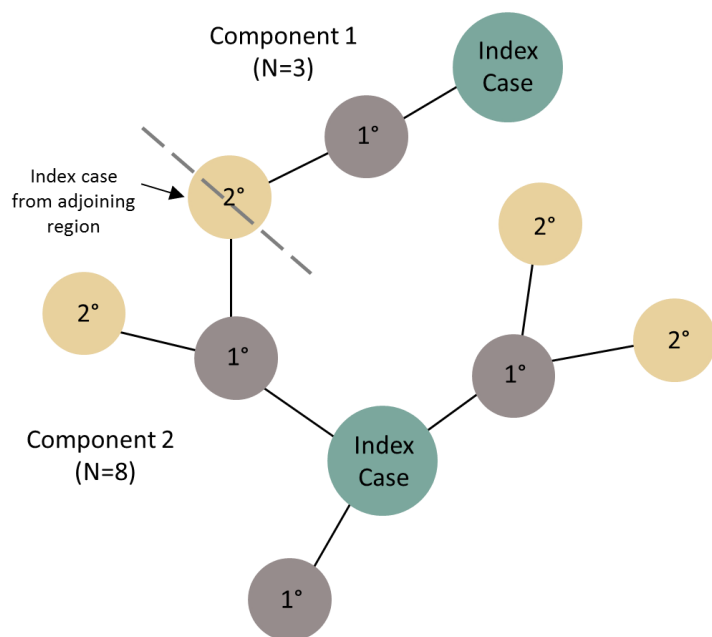 Component 1
(N=3)
Index
Case
1°
Index case
from adjoining
region
2°
2°
2°
1°
2°
1°
Component 2
(N=8)
Index
Case
1°